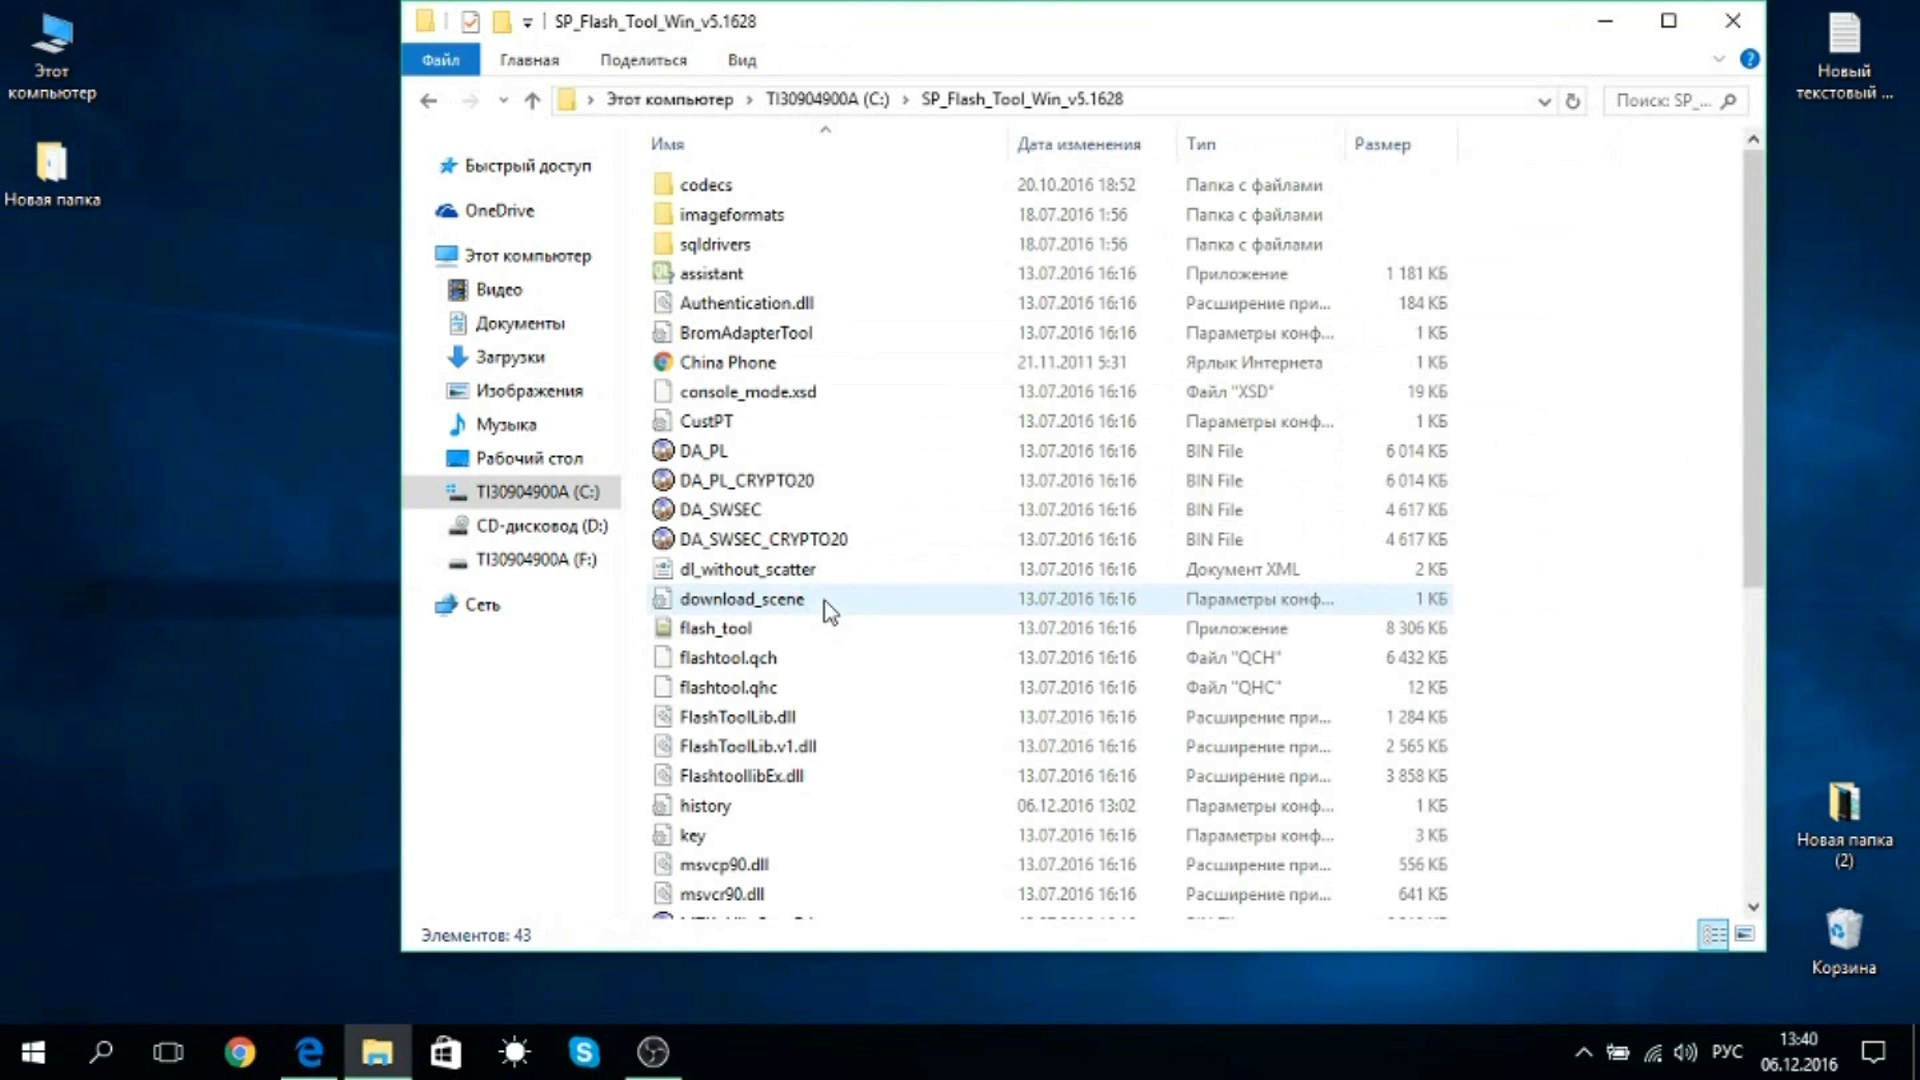 Этот
компьютер
Новая папка
SP_Flash_Tool_Win_v5.1628
Файл Главная Поделиться Вид
Этот компьютер TI30904900A (C:) SP_Flash_Tool_Win_v5.1628
Поиск: SP_...
Быстрый доступ
OneDrive
Этот компьютер
Видео
Документы
Загрузки
Изображения
Музыка
Рабочий стол
TI30904900A (C:)
CD-дисковод (D:)
TI30904900A (F:)
Сеть
Имя Дата изменения Тип Размер
codecs 20.10.2016 18:52 Папка с файлами
imageformats 18.07.2016 1:56 Папка с файлами
sqldrivers 18.07.2016 1:56 Папка с файлами
assistant 13.07.2016 16:16 Приложение 1 181 КБ
Authentication.dll 13.07.2016 16:16 Расширение при... 184 КБ
BromAdapterTool 13.07.2016 16:16 Параметры конф... 1 КБ
China Phone 21.11.2011 5:31 Ярлык Интернета 1 КБ
console_mode.xsd 13.07.2016 16:16 Файл "XSD" 19 КБ
CustPT 13.07.2016 16:16 Параметры конф... 1 КБ
DA_PL 13.07.2016 16:16 BIN File 6 014 КБ
DA_PL_CRYPTO20 13.07.2016 16:16 BIN File 6 014 КБ
DA_SWSEC 13.07.2016 16:16 BIN File 4 617 КБ
DA_SWSEC_CRYPTO20 13.07.2016 16:16 BIN File 4 617 КБ
dl_without_scatter 13.07.2016 16:16 Документ XML 2 КБ
download_scene 13.07.2016 16:16 Параметры конф... 1 КБ
flash_tool 13.07.2016 16:16 Приложение 8 306 КБ
flashtool.qch 13.07.2016 16:16 Файл "QCH" 6 432 КБ
flashtool.qhc 13.07.2016 16:16 Файл "QHC" 12 КБ
FlashToolLib.dll 13.07.2016 16:16 Расширение при... 1 284 КБ
FlashToolLib.v1.dll 13.07.2016 16:16 Расширение при... 2 565 КБ
FlashtoollibEx.dll 13.07.2016 16:16 Расширение при... 3 858 КБ
history 06.12.2016 13:02 Параметры конф... 1 КБ
key 13.07.2016 16:16 Параметры конф... 3 КБ
msvcp90.dll 13.07.2016 16:16 Расширение при... 556 КБ
msvcr90.dll 13.07.2016 16:16 Расширение при... 641 КБ
Элементов: 43
Новый
текстовый ...
Новая папка
(2)
Корзина
РУС
13:40
06.12.2016